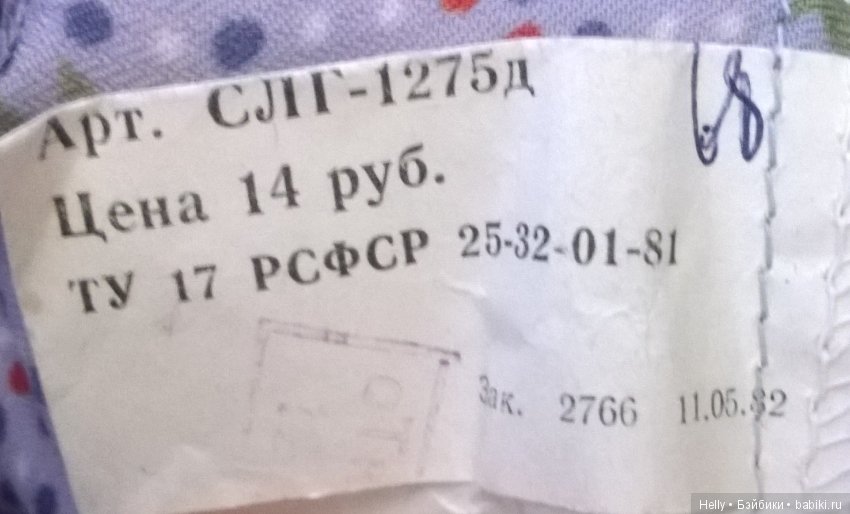 Арт. СЛГ-1275д
Цена 14 руб.
ТУ 17 РСФСР 25-32-01-81
Зак. 2766 11.05.82
Helly • Бэйбики • babiki.ru